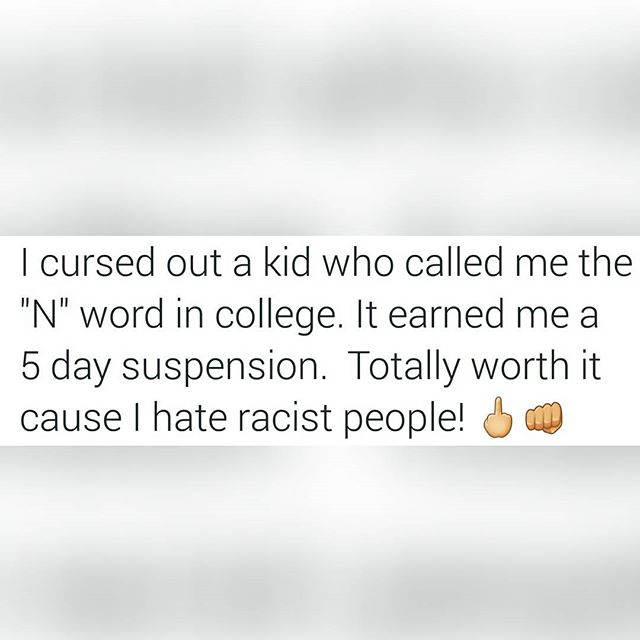 I cursed out a kid who called me the
"N" word in college. It earned me a
5 day suspension.  Totally worth it
cause I hate racist people! 🖕🏼👊🏼